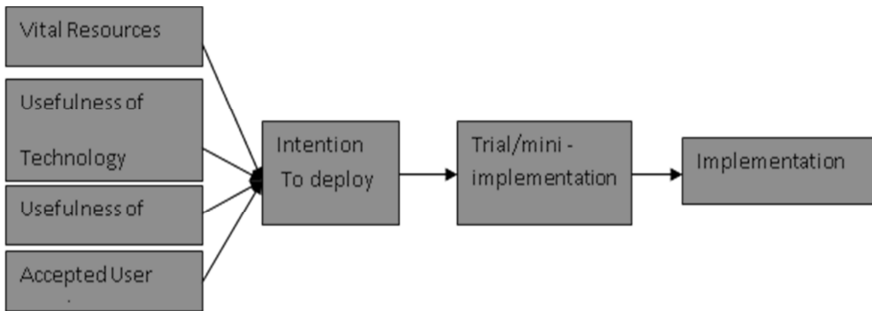 Vital Resources
Usefulness of
Technology
Usefulness of
Accepted User
Intention
To deploy
Trial/mini -
implementation
Implementation